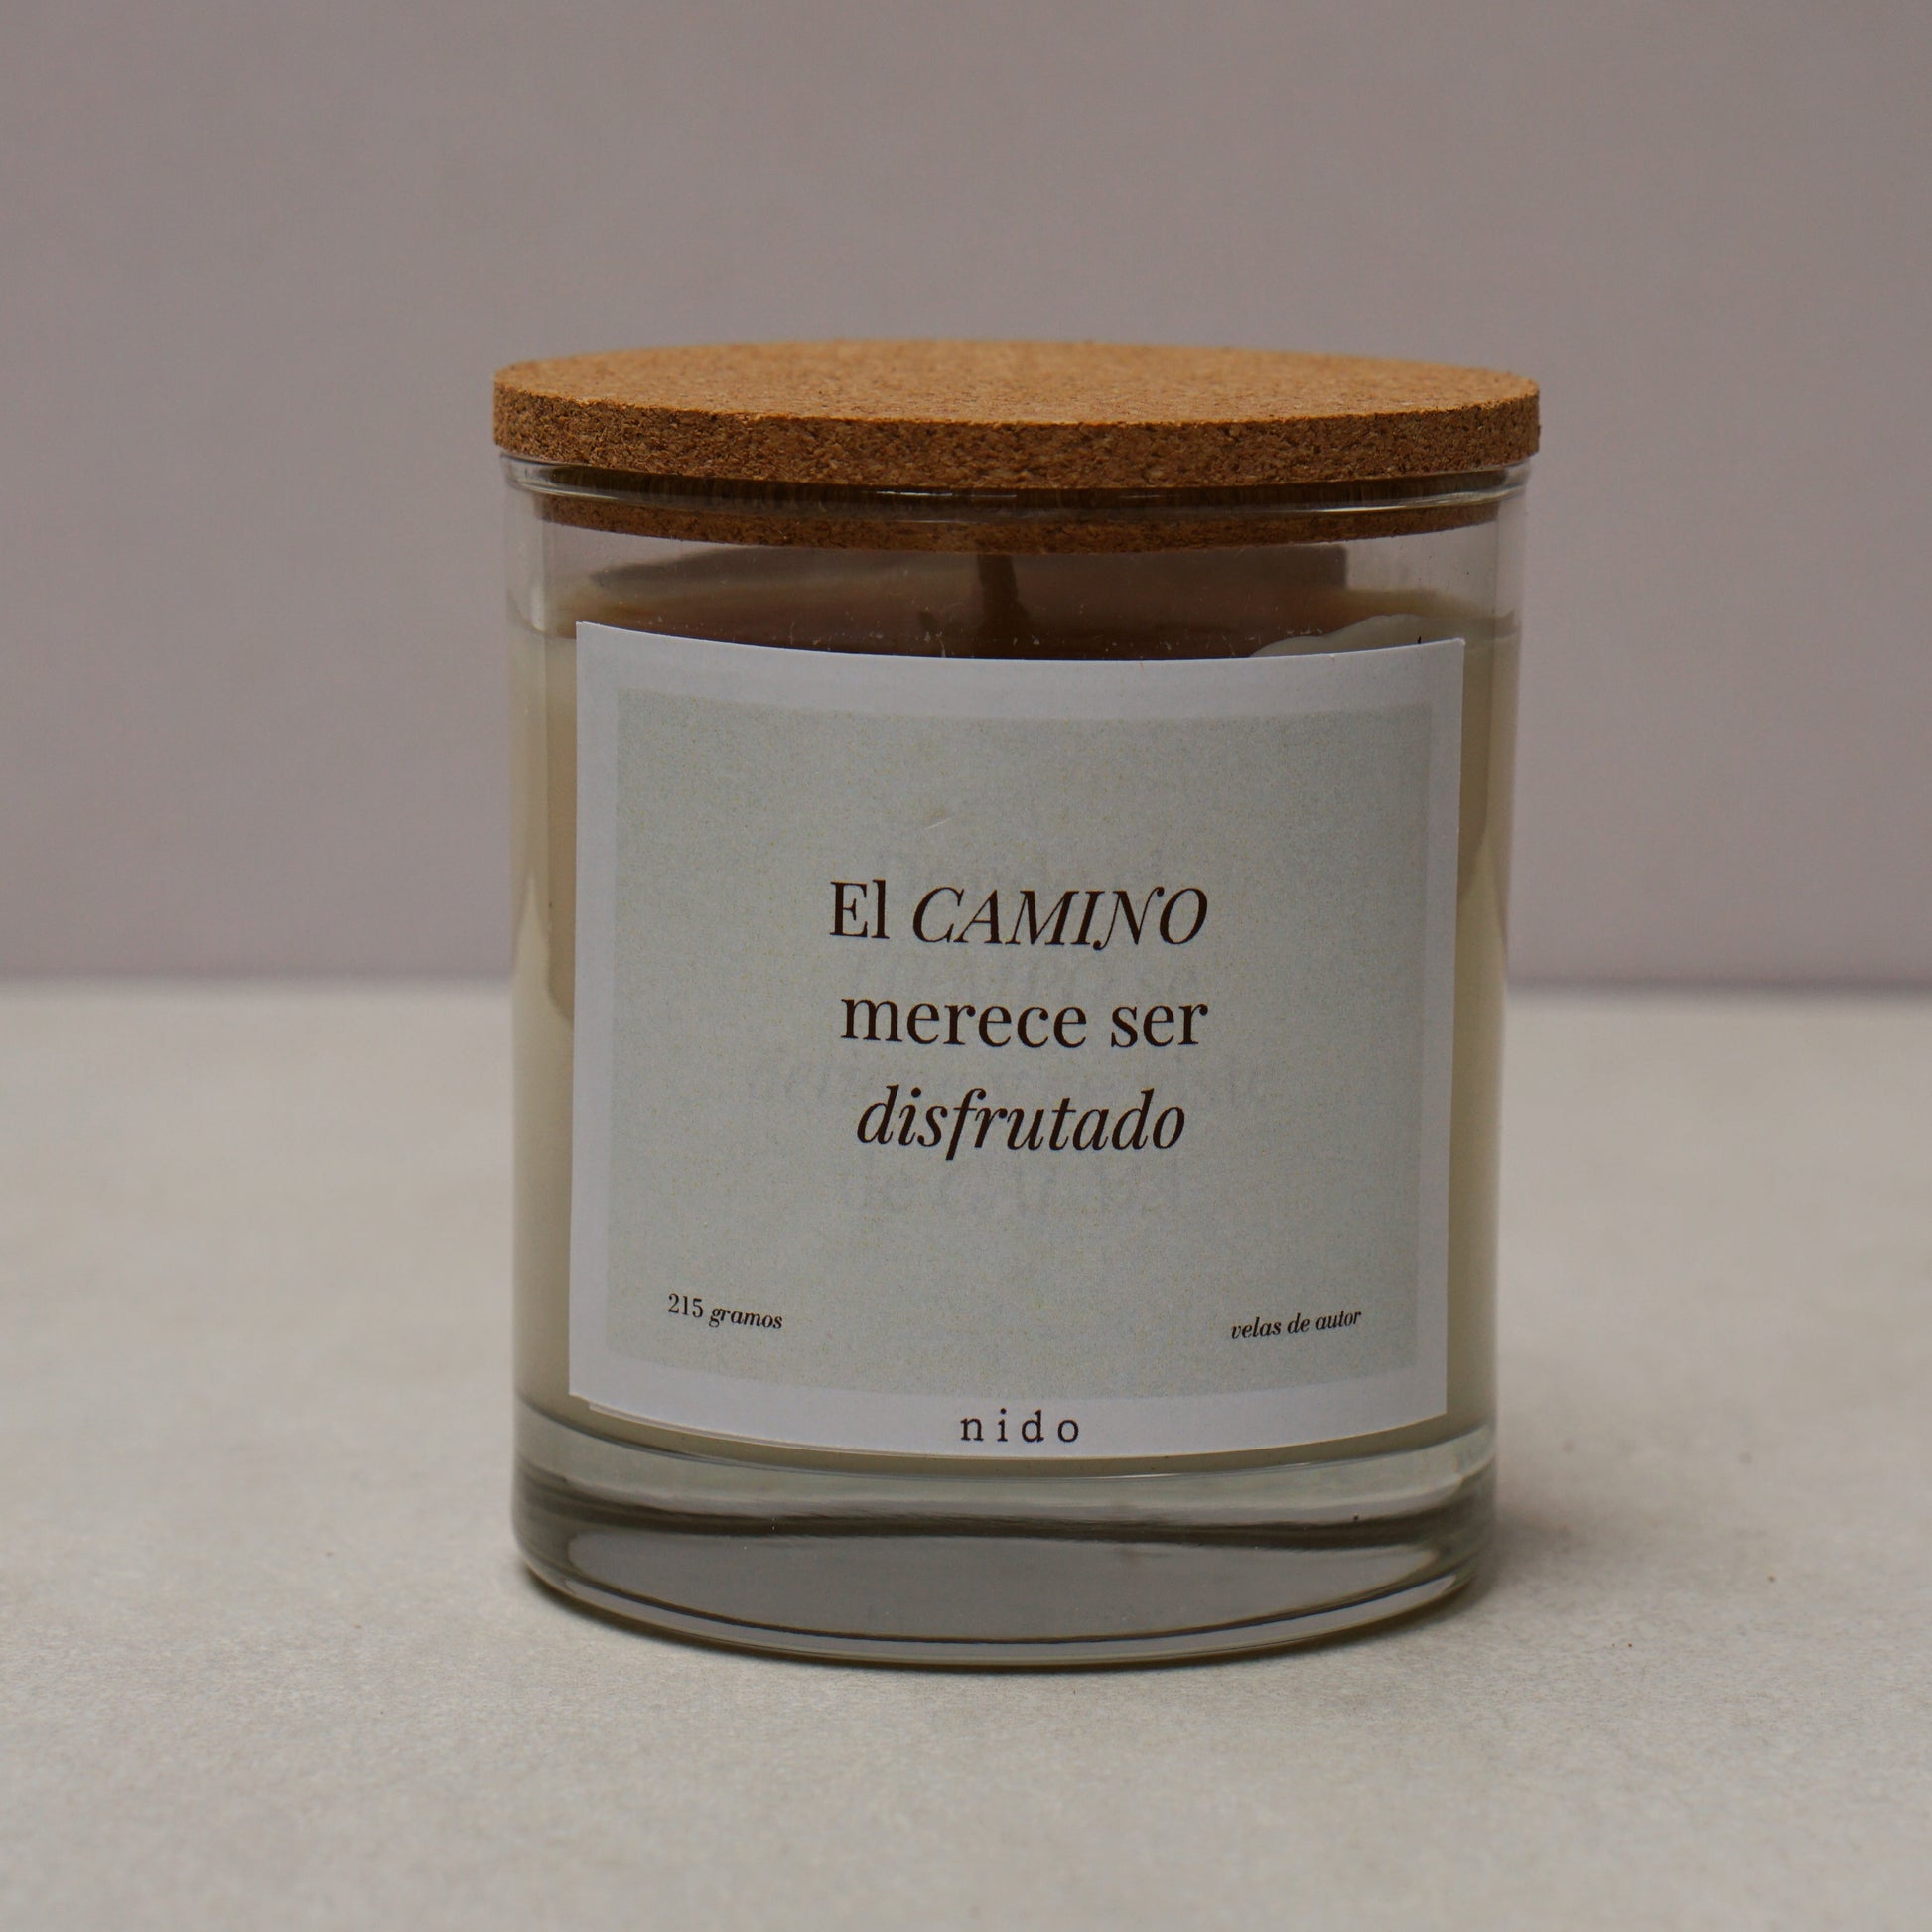 El CAMINO
merece ser
disfrutado
215 gramos
velas de autor
nido